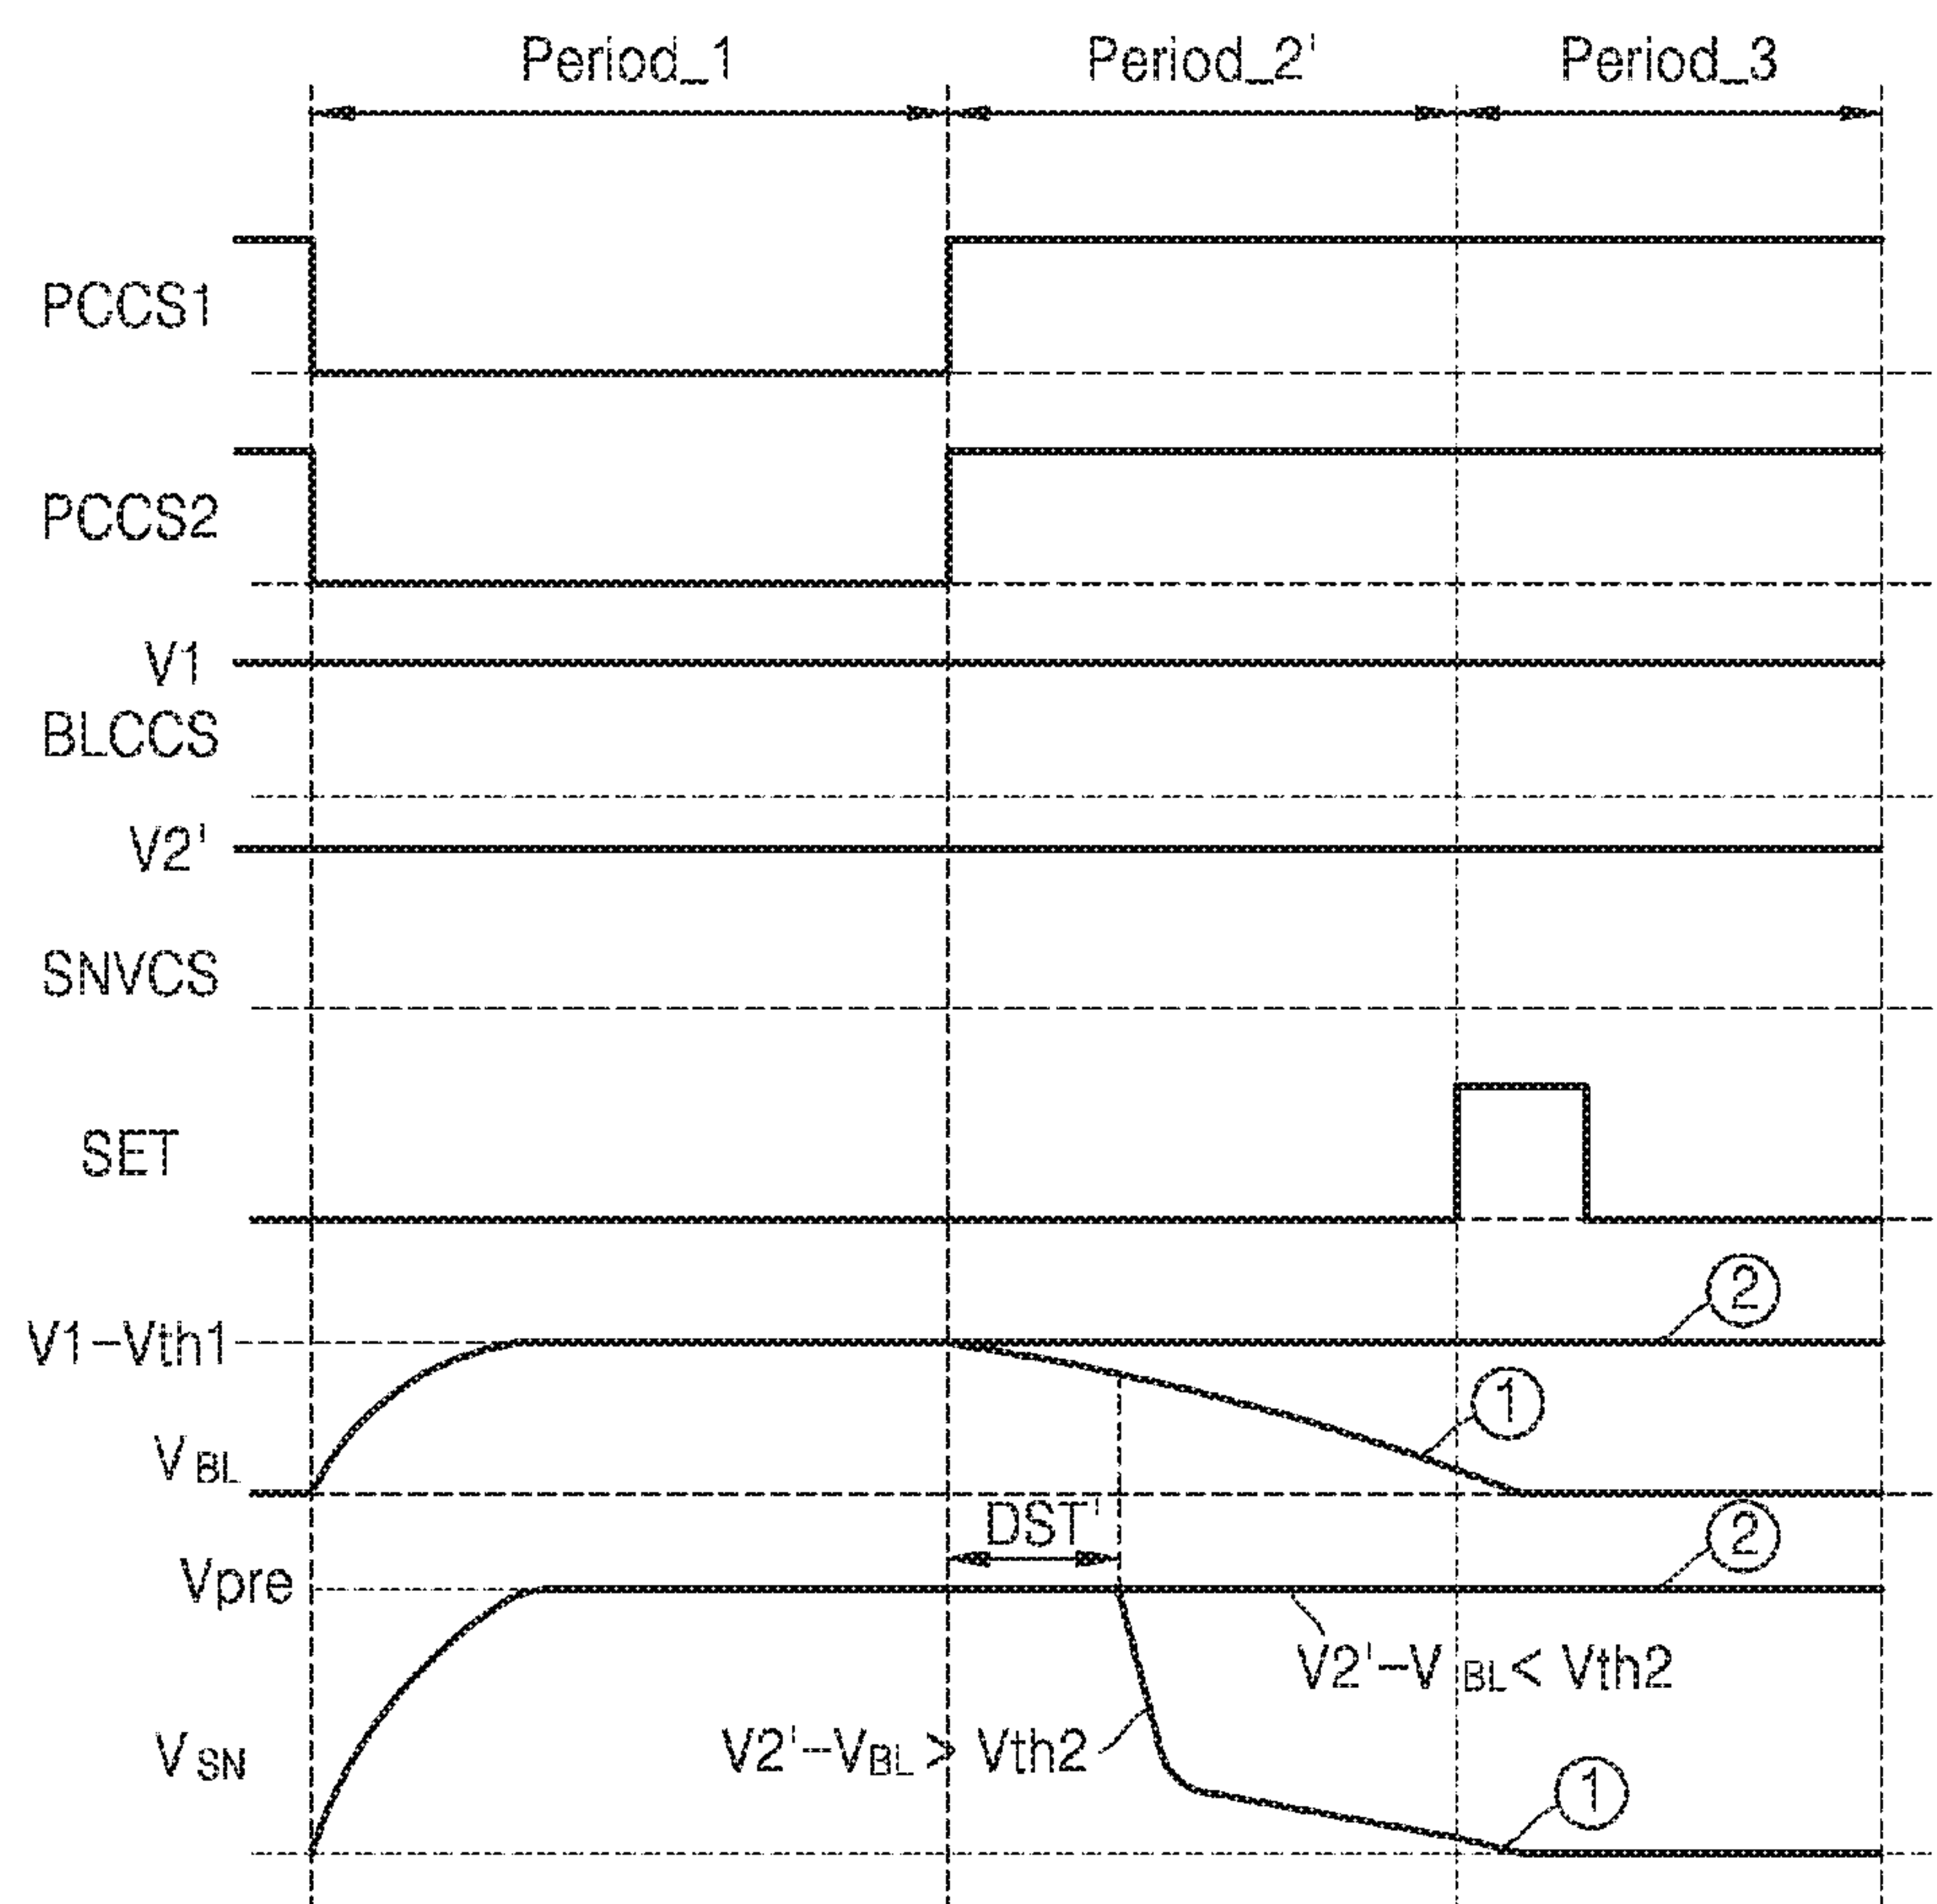 Period_1 Period_2' Period_3
PCCS1
PCCS2
V1
BLCCS
V2'
SNVCS
SET
②
V1-Vth1
①
VBL
DST'
②
Vpre
V2'-VBL< Vth2
V2'-VBL> Vth2
VSN
①